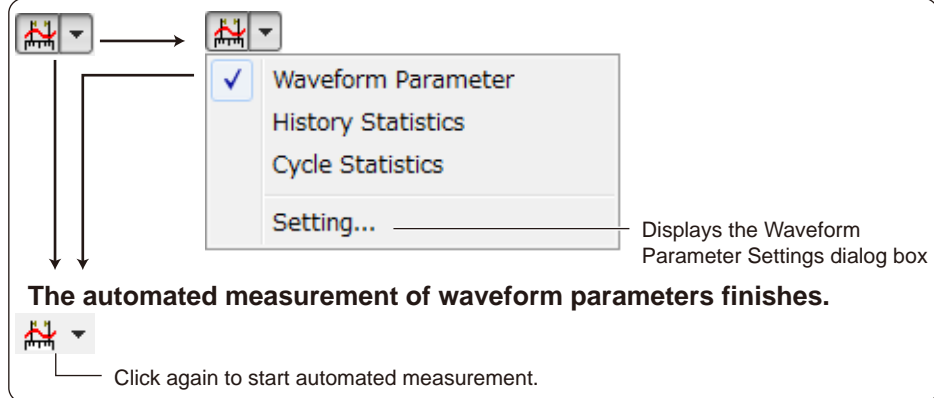 Waveform Parameter
History Statistics
Cycle Statistics
Setting...
Displays the Waveform
Parameter Settings dialog box
The automated measurement of waveform parameters finishes.
Click again to start automated measurement.